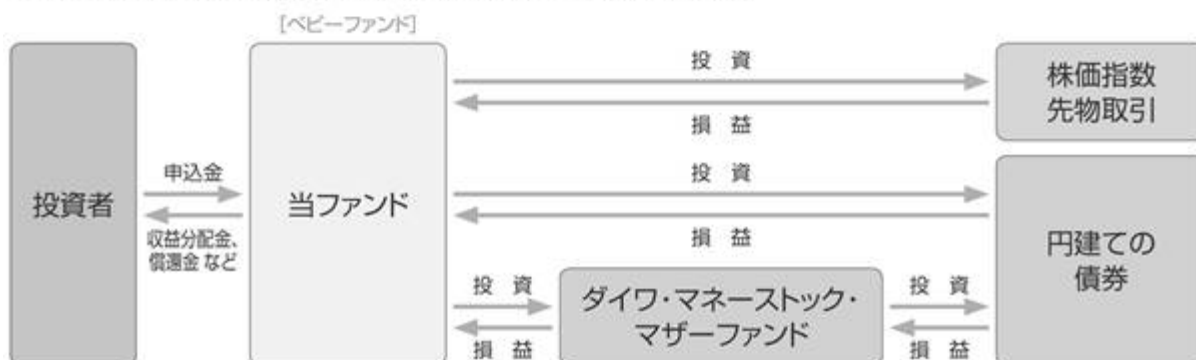 [ベビーファンド]
投資者
申込金
収益分配金、
償還金 など
当ファンド
投 資
損 益
株価指数
先物取引
投 資
損 益
円建ての
債券
投 資
損 益
ダイワ・マネーストック・
マザーファンド
投 資
損 益